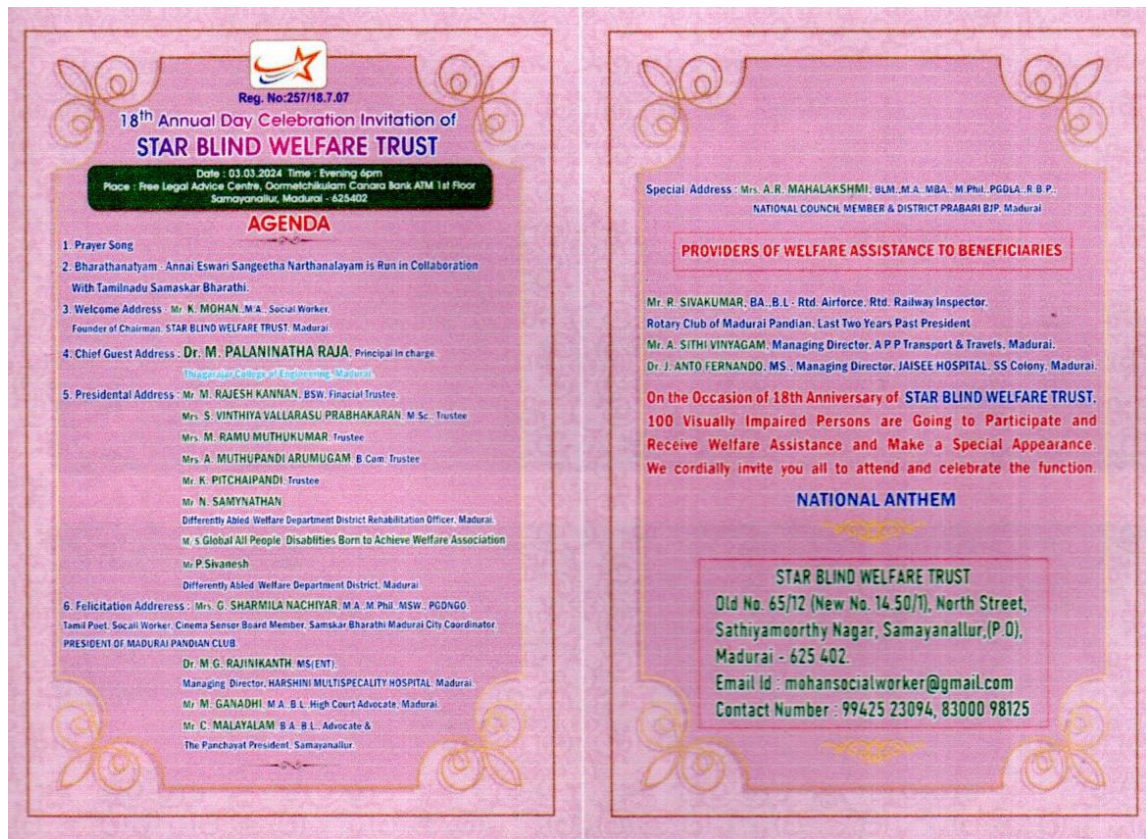 Reg. No:257/18.7.07
18th Annual Day Celebration Invitation of
STAR BLIND WELFARE TRUST
Date : 03.03.2024 Time : Evening 6pm
Place : Free Legal Advice Centre, Oormetchikulam Canara Bank ATM 1st Floor
Samayanallur, Madurai - 625402
AGENDA
1. Prayer Song
2. Bharathanatyam - Annai Eswari Sangeetha Narthanalayam is Run in Collaboration
With Tamilnadu Samaskar Bharathi.
3. Welcome Address - Mr. K. MOHAN., M.A., Social Worker,
Founder of Chairman, STAR BLIND WELFARE TRUST, Madurai.
4. Chief Guest Address : Dr. M. PALANINATHA RAJA, Principal In charge,
Thiagarajar College of Engineering, Madurai.
5. Presidental Address : Mr. M. RAJESH KANNAN, BSW, Finacial Trustee.
Mrs. S. VINTHIYA VALLARASU PRABHAKARAN, M.Sc., Trustee
Mrs. M. RAMU MUTHUKUMAR, Trustee
Mrs. A. MUTHUPANDI ARUMUGAM, B.Com, Trustee
Mr. K. PITCHAIPANDI, Trustee
Mr. N. SAMYNATHAN
Differently Abled Welfare Department District Rehabilitation Officer, Madurai.
M/S Global All People Disablities Born to Achieve Welfare Association
Mr P.Sivanesh
Differently Abled Welfare Department District, Madurai.
6. Felicitation Addreress : Mrs. G. SHARMILA NACHIYAR, M.A., M.Phil., MSW., PGDNGO,
Tamil Poet, Socail Worker, Cinema Sensor Board Member, Samskar Bharathi Madurai City Coordinator,
PRESIDENT OF MADURAI PANDIAN CLUB.
Dr. M.G. RAJINIKANTH, MS(ENT),
Managing Director, HARSHINI MULTISPECALITY HOSPITAL, Madurai.
Mr. M. GANADHI, M.A.,B.L., High Court Advocate, Madurai.
Mr. C. MALAYALAM, B.A., B.L., Advocate &
The Panchayat President, Samayanallur.
Special Address : Mrs. A.R. MAHALAKSHMI, BLM.,M.A., MBA., M.Phil., PGDLA.,R.B.P.,
NATIONAL COUNCIL MEMBER & DISTRICT PRABARI BJP, Madurai
PROVIDERS OF WELFARE ASSISTANCE TO BENEFICIARIES
Mr. R. SIVAKUMAR, BA.,B.L - Rtd. Airforce, Rtd. Railway Inspector,
Rotary Club of Madurai Pandian, Last Two Years Past President
Mr. A. SITHI VINYAGAM, Managing Director, A P P Transport & Travels, Madurai.
Dr. J. ANTO FERNANDO, MS., Managing Director, JAISEE HOSPITAL, SS Colony, Madurai.
On the Occasion of 18th Anniversary of STAR BLIND WELFARE TRUST,
100 Visually Impaired Persons are Going to Participate and
Receive Welfare Assistance and Make a Special Appearance.
We cordially invite you all to attend and celebrate the function.
NATIONAL ANTHEM
STAR BLIND WELFARE TRUST
Old No. 65/12 (New No. 14.50/1), North Street,
Sathiyamoorthy Nagar, Samayanallur,(P.O),
Madurai - 625 402.
Email Id : mohansocialworker@gmail.com
Contact Number : 99425 23094, 83000 98125